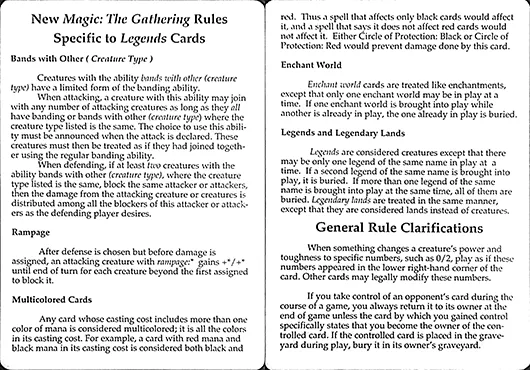 New Magic: The Gathering Rules
Specific to Legends Cards
Bands with Other ( Creature Type )
Creatures with the ability bands with other (creature
type) have a limited form of the banding ability.
When attacking, a creature with this ability may join
with any number of attacking creatures as long as they all
have banding or bands with other (creature type) where the
creature type listed is the same. The choice to use this abili-
ty must be announced when the attack is declared. These
creatures must then be treated as if they had joined togeth-
er using the regular banding ability.
When defending, if at least two creatures with the
ability bands with other (creature type), where the creature
type listed is the same, block the same attacker or attackers,
then the damage from the attacking creature or creatures is
distributed among all the blockers of this attacker or attack-
ers as the defending player desires.
Rampage
After defense is chosen but before damage is
assigned, an attacking creature with rampage:* gains +*/+*
until end of turn for each creature beyond the first assigned
to block it.
Multicolored Cards
Any card whose casting cost includes more than one
color of mana is considered multicolored; it is all the colors
in its casting cost. For example, a card with red mana and
black mana in its casting cost is considered both black and
red. Thus a spell that affects only black cards would affect
it, and a spell that says it does not affect red cards would
not affect it. Either Circle of Protection: Black or Circle of
Protection: Red would prevent damage done by this card.
Enchant World
Enchant world cards are treated like enchantments,
except that only one enchant world may be in play at a
time. If one enchant world is brought into play while
another is already in play, the one already in play is buried.
Legends and Legendary Lands
Legends are considered creatures except that there
may be only one legend of the same name in play at a
time. If a second legend of the same name is brought into
play, it is buried. If more than one legend of the same
name is brought into play at the same time, all of them are
buried. Legendary lands are treated in the same manner,
except that they are considered lands instead of creatures.
General Rule Clarifications
When something changes a creature's power and
toughness to specific numbers, such as 0/2, play as if these
numbers appeared in the lower right-hand corner of the
card. Other cards may legally modify these numbers.
If you take control of an opponent's card during the
course of a game, you always return it to its owner at the
end of game unless the card by which you gained control
specifically states that you become the owner of the con-
trolled card. If the controlled card is placed in the grave-
yard during play, bury it in its owner's graveyard.